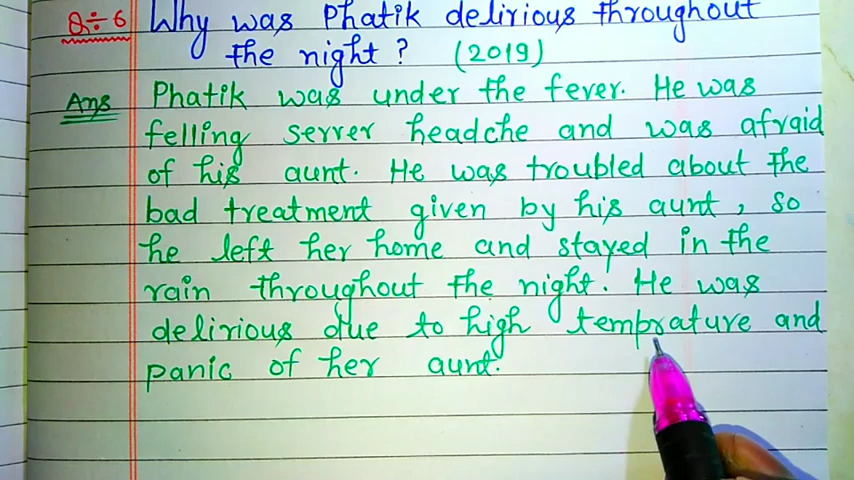 Q÷6 Why was Phatik delirious throughout
the night? (2019)
Ans Phatik was under the fever. He was
felling serrer headche and was afraid
of his aunt. He was troubled about the
bad treatment given by his aunt, so
he left her home and stayed in the
rain throughout the night. He was
delirious due to high temprature and
panic of her aunt.